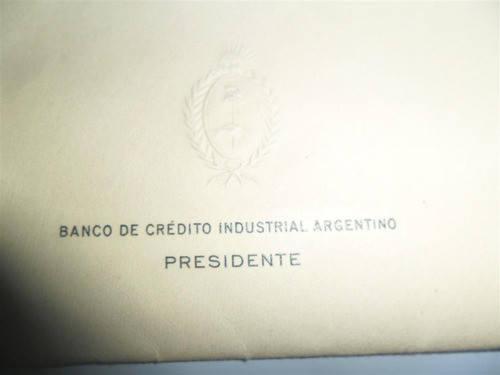 BANCO DE CRÉDITO INDUSTRIAL ARGENTINO
PRESIDENTE